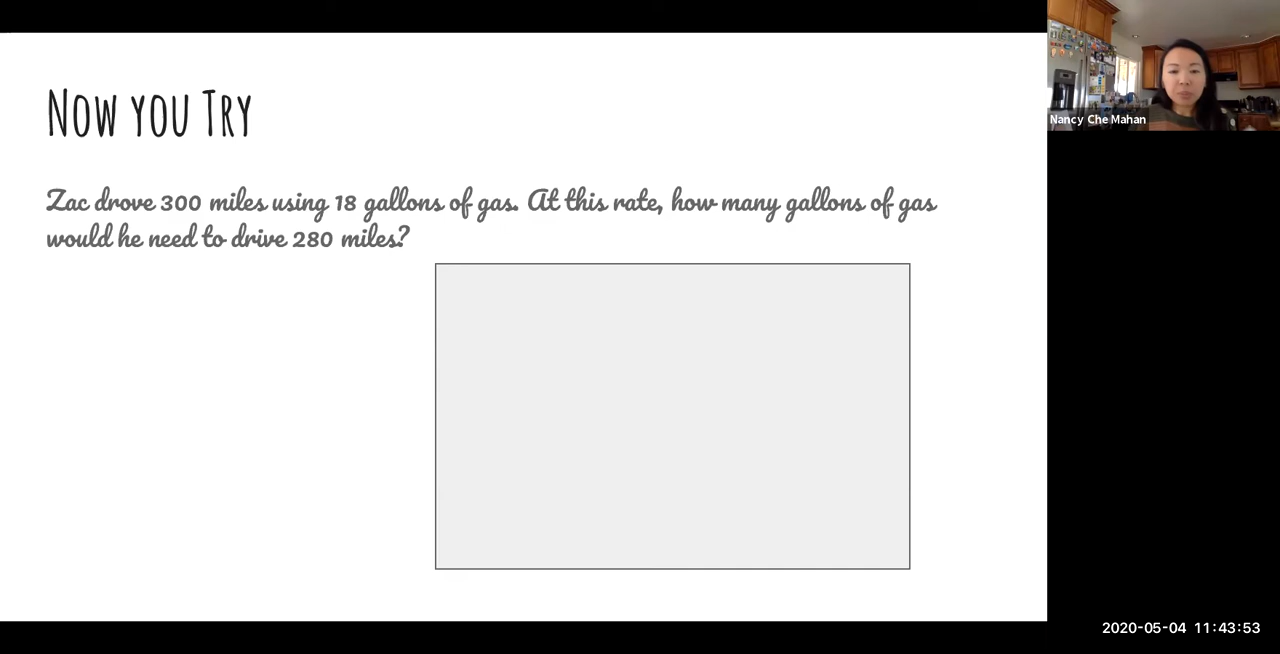 Now you Try
Zac drove 300 miles using 18 gallons of gas. At this rate, how many gallons of gas
would he need to drive 280 miles?
Nancy Che Mahan
2020-05-04 11:43:53